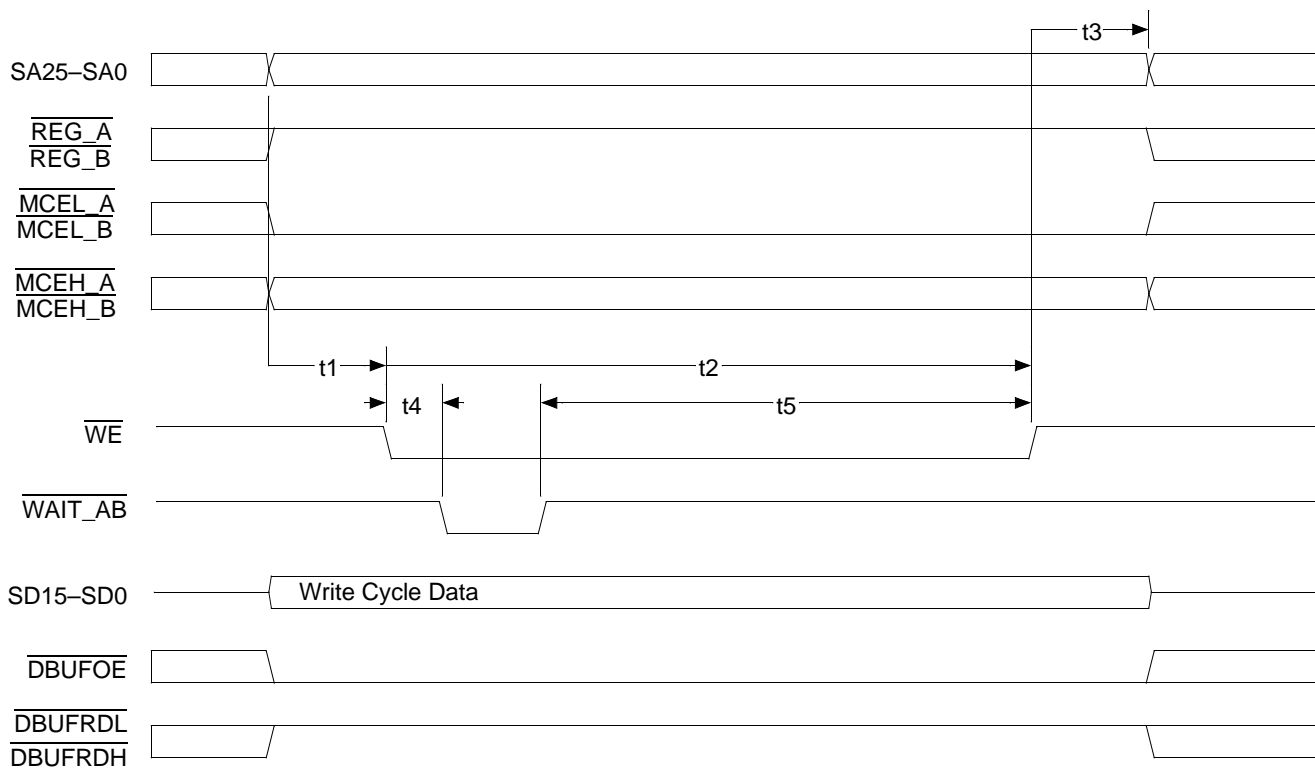 t3
SA25–SA0
REG_A
REG_B
MCEL_A
MCEL_B
MCEH_A
MCEH_B
t1
t2
t4
t5
WE
WAIT_AB
SD15–SD0
Write Cycle Data
DBUFOE
DBUFRDL
DBUFRDH